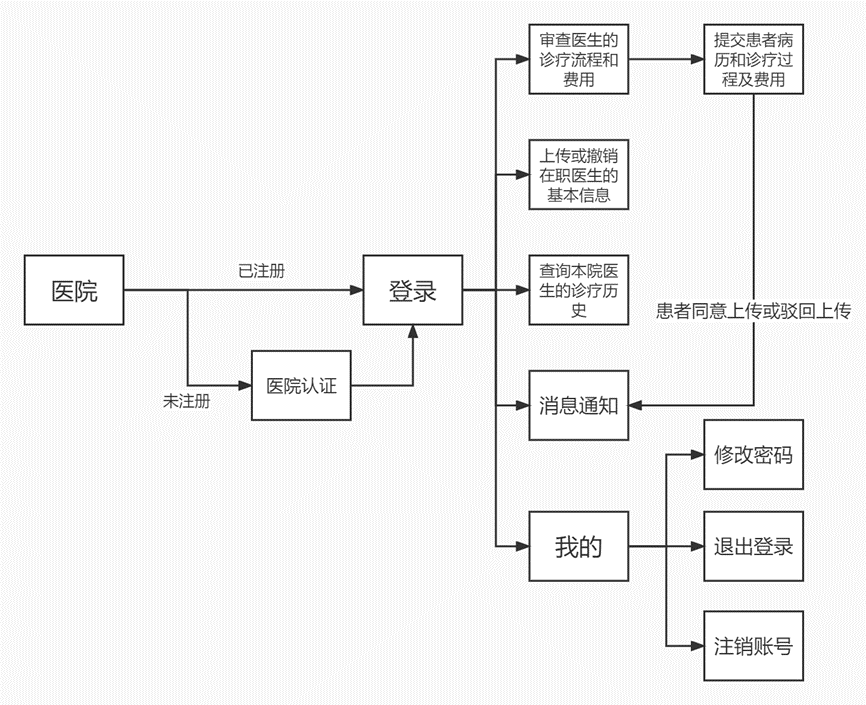 审查医生的
诊疗流程和
费用
提交患者病
历和诊疗过
程及费用
上传或撤销
在职医生的
基本信息
医院
已注册
登录
查询本院医
生的诊疗历
史
患者同意上传或驳回上传
未注册
医院认证
消息通知
修改密码
我的
退出登录
注销账号